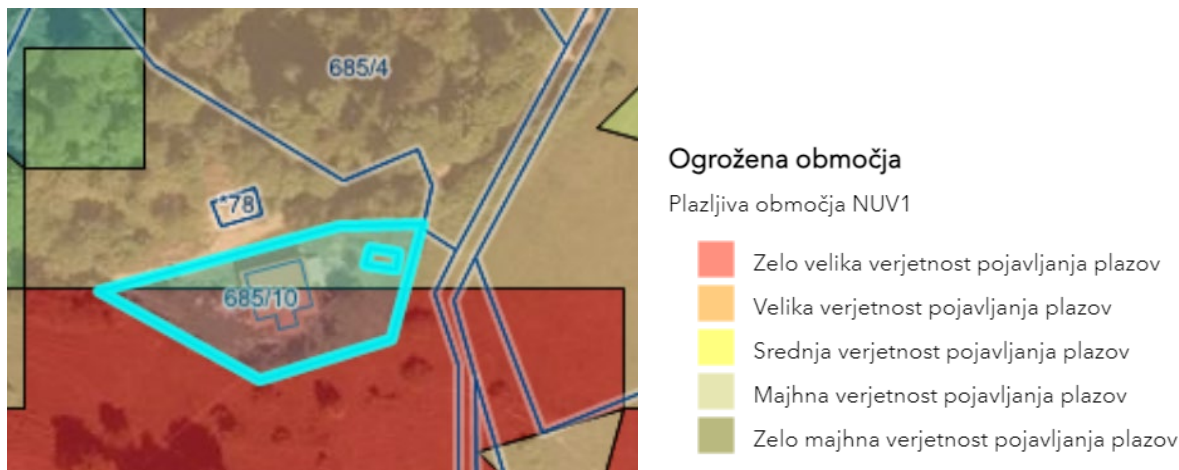 685/4
*78
685/10
Ogrožena območja
Plazljiva območja NUV1
Zelo velika verjetnost pojavljanja plazov
Velika verjetnost pojavljanja plazov
Srednja verjetnost pojavljanja plazov
Majhna verjetnost pojavljanja plazov
Zelo majhna verjetnost pojavljanja plazov